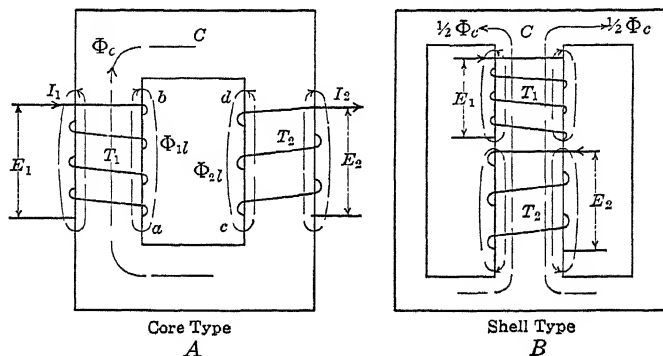 Φc C
I1 b d I2
E1 T1 Φ1l Φ2l T2 E2
a c
Core Type
A
½ Φc C ½ Φc
E1 T1
T2 E2
Shell Type
B